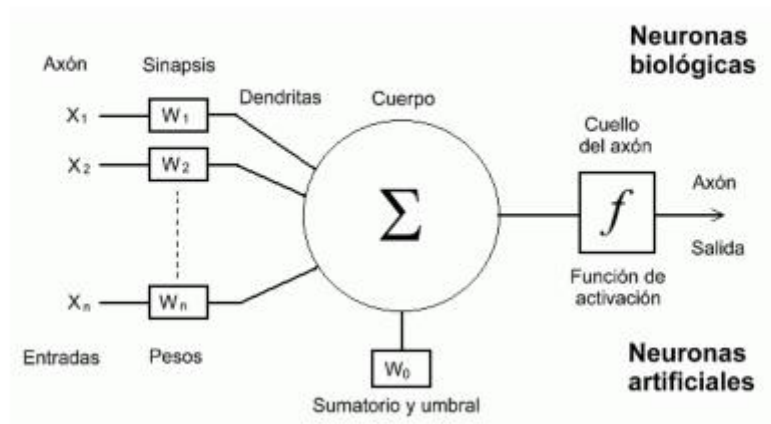 Neuronas
biológicas
Axón
Sinapsis
Dendritas
Cuerpo
Cuello
del axón
X1
W1
X2
W2
Σ
f
Axón
Salida
Xn
Wn
Función de
activación
Entradas
Pesos
W0
Sumatorio y umbral
Neuronas
artificiales